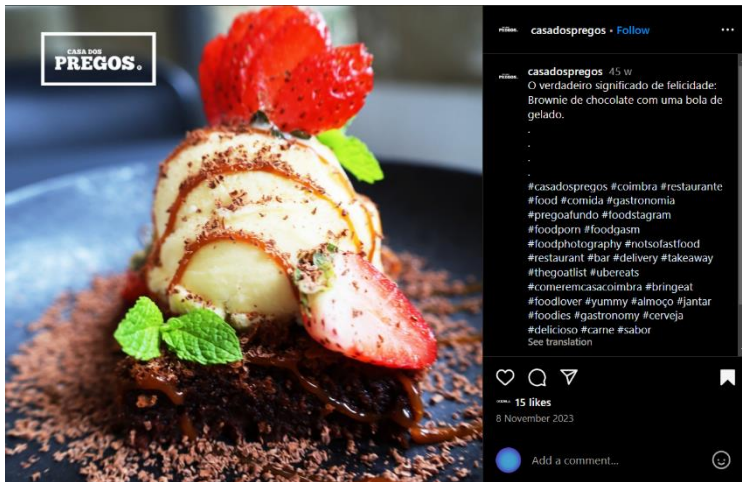 CASA DOS
PREGOS.
casadospregos • Follow
casadospregos 45 w
O verdadeiro significado de felicidade:
Brownie de chocolate com uma bola de
gelado.
.
.
.
.
#casadospregos #coimbra #restaurante
#food #comida #gastronomia
#pregoafundo #foodstagram
#foodporn #foodgasm
#foodphotography #notsofastfood
#restaurant #bar #delivery #takeaway
#thegoatlist #ubereats
#comeremcasacoimbra #bringeat
#foodlover #yummy #almoço #jantar
#foodies #gastronomy #cerveja
#delicioso #carne #sabor
See translation
15 likes
8 November 2023
Add a comment...